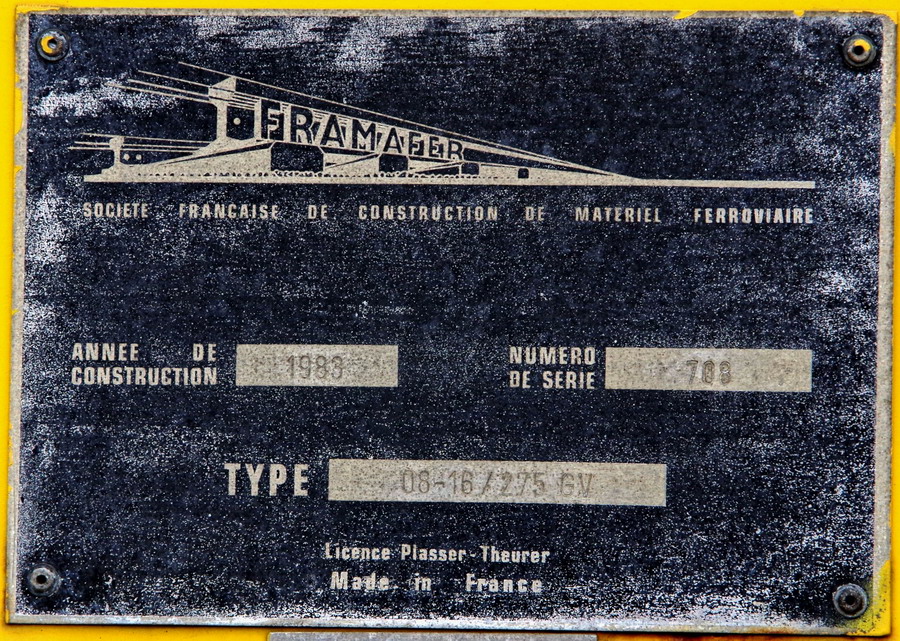 FRAMAFER
SOCIETE FRANCAISE DE CONSTRUCTION DE MATERIEL FERROVIAIRE
ANNEE DE
CONSTRUCTION 1983
NUMERO
DE SERIE
TYPE 08-16/275 GV
Licence Plasser-Theurer
Made in France